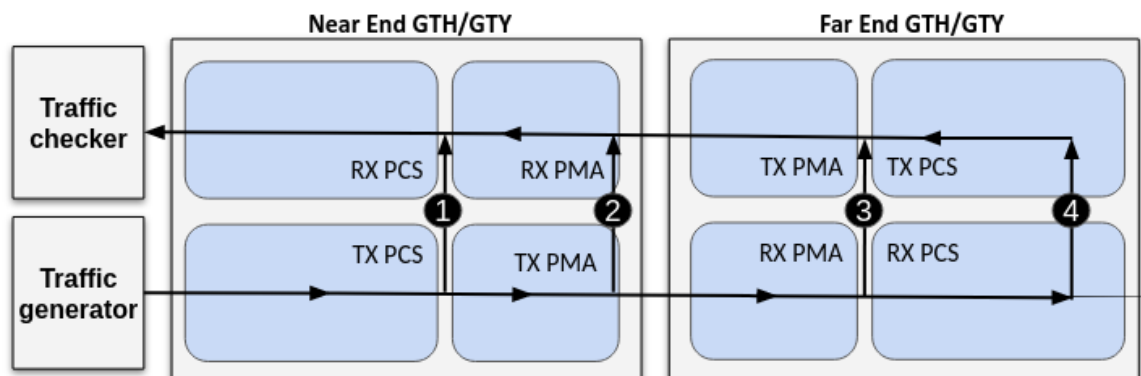 Near End GTH/GTY
Far End GTH/GTY
Traffic
checker
RX PCS
RX PMA
TX PMA
TX PCS
1
2
3
4
Traffic
generator
TX PCS
TX PMA
RX PMA
RX PCS